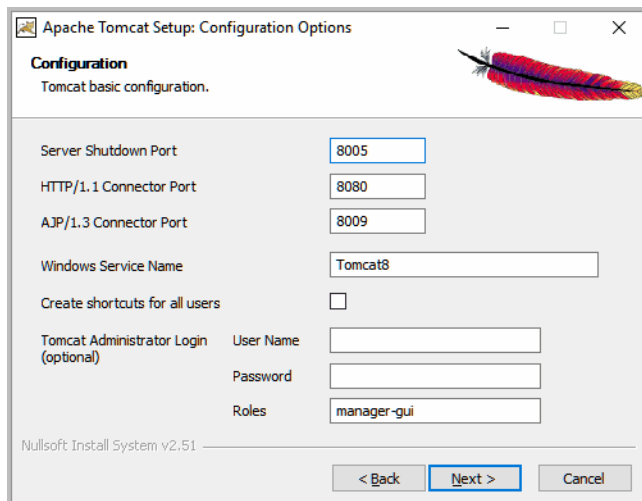 Apache Tomcat Setup: Configuration Options
Configuration
Tomcat basic configuration.
Server Shutdown Port 8005
HTTP/1.1 Connector Port 8080
AJP/1.3 Connector Port 8009
Windows Service Name Tomcat8
Create shortcuts for all users
Tomcat Administrator Login User Name
(optional)
Password
Roles manager-gui
Nullsoft Install System v2.51
< Back Next > Cancel